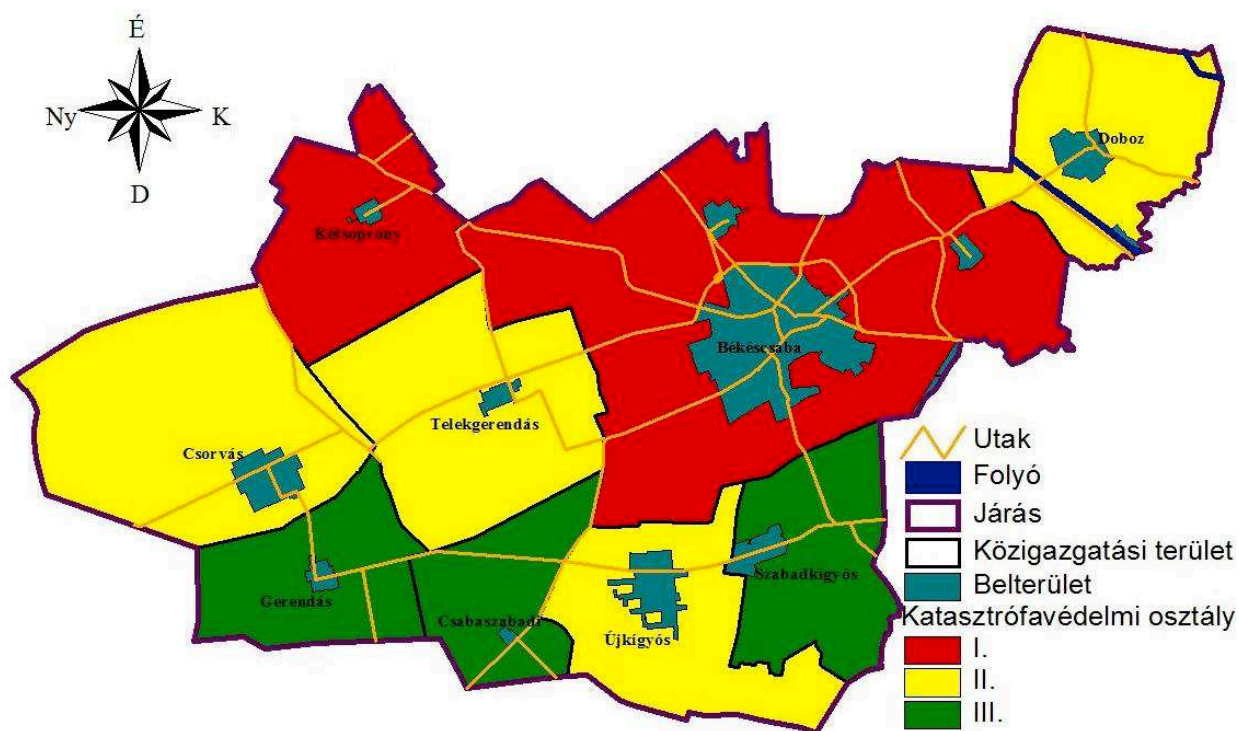 É
Ny
K
D
Doboz
Kétsoprony
Békéscsaba
Telekgerendás
Csorvás
Szabadkígyós
Gerendás
Csabaszabadi
Újkígyós
Utak
Folyó
Járás
Közigazgatási terület
Belterület
Katasztrófavédelmi osztály
I.
II.
III.